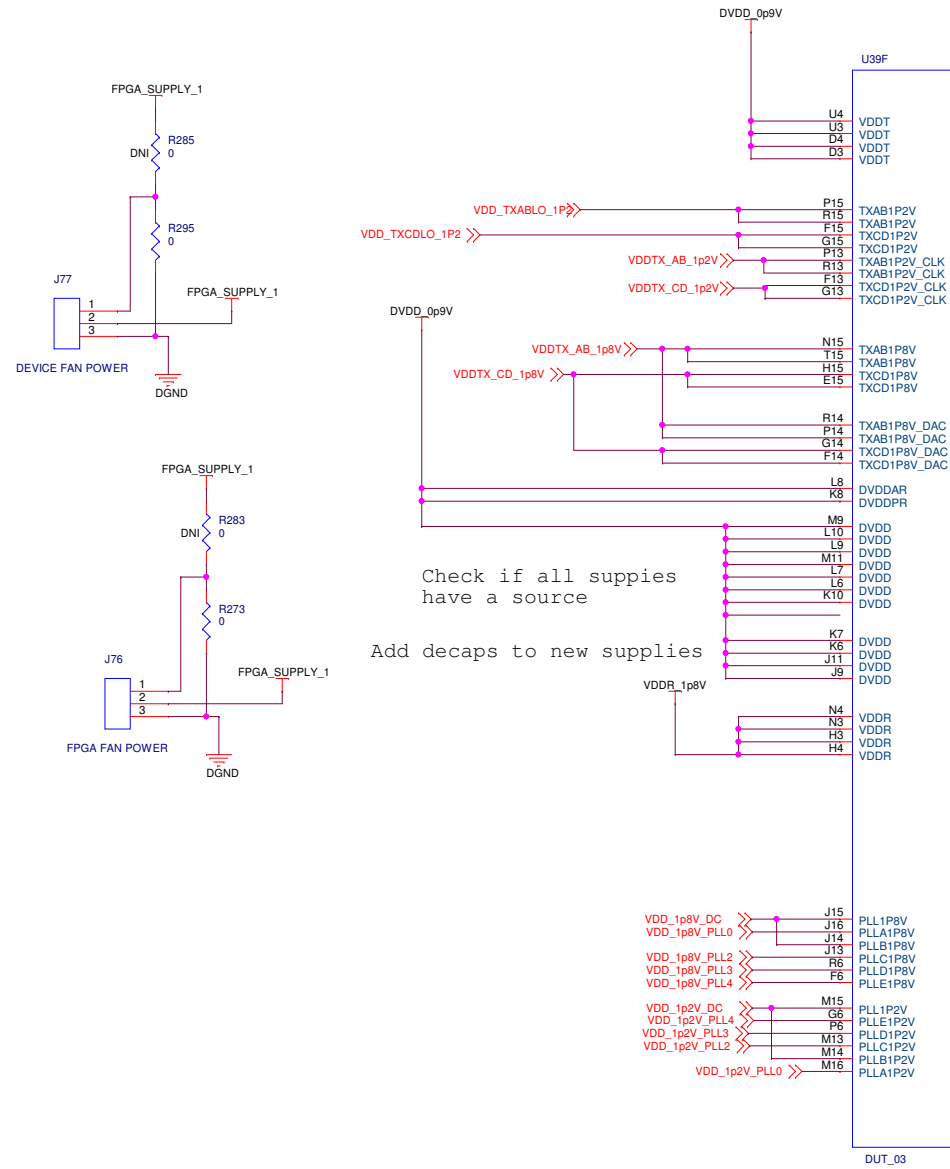 FPGA_SUPPLY_1
R285
DNI
0
R295
0
J77
1
2
3
FPGA_SUPPLY_1
DEVICE FAN POWER
DGND
FPGA_SUPPLY_1
R283
DNI
0
R273
0
J76
1
2
3
FPGA_SUPPLY_1
FPGA FAN POWER
DGND
DVDD_0p9V
U39F
U4 VDDT
U3 VDDT
D4 VDDT
D3 VDDT
VDD_TXABLO_1P2
P15 TXAB1P2V
R15 TXAB1P2V
VDD_TXCDLO_1P2
F15 TXCD1P2V
G15 TXCD1P2V
VDDTX_AB_1p2V
P13 TXAB1P2V_CLK
R13 TXAB1P2V_CLK
VDDTX_CD_1p2V
F13 TXCD1P2V_CLK
G13 TXCD1P2V_CLK
DVDD_0p9V
VDDTX_AB_1p8V
N15 TXAB1P8V
T15 TXAB1P8V
VDDTX_CD_1p8V
H15 TXCD1P8V
E15 TXCD1P8V
R14 TXAB1P8V_DAC
P14 TXAB1P8V_DAC
G14 TXCD1P8V_DAC
F14 TXCD1P8V_DAC
L8 DVDDAR
K8 DVDDPR
M9 DVDD
L10 DVDD
L9 DVDD
M11 DVDD
L7 DVDD
L6 DVDD
K10 DVDD
Check if all suppies
have a source
K7 DVDD
K6 DVDD
J11 DVDD
J9 DVDD
Add decaps to new supplies
VDDR_1p8V
N4 VDDR
N3 VDDR
H3 VDDR
H4 VDDR
VDD_1p8V_DC
J15 PLL1P8V
VDD_1p8V_PLL0
J16 PLLA1P8V
J14 PLLB1P8V
VDD_1p8V_PLL2
J13 PLLC1P8V
VDD_1p8V_PLL3
R6 PLLD1P8V
VDD_1p8V_PLL4
F6 PLLE1P8V
VDD_1p2V_DC
M15 PLL1P2V
VDD_1p2V_PLL4
G6 PLLE1P2V
VDD_1p2V_PLL3
P6 PLLD1P2V
VDD_1p2V_PLL2
M13 PLLC1P2V
M14 PLLB1P2V
VDD_1p2V_PLL0
M16 PLLA1P2V
DUT_03